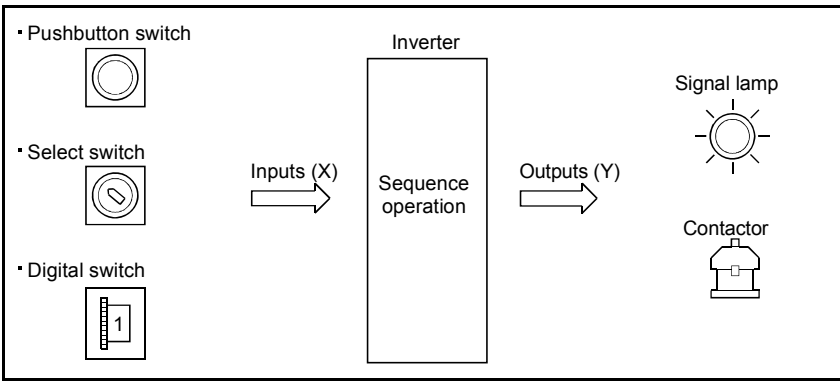 · Pushbutton switch
· Select switch
· Digital switch
1
Inputs (X)
Inverter
Sequence
operation
Outputs (Y)
Signal lamp
Contactor